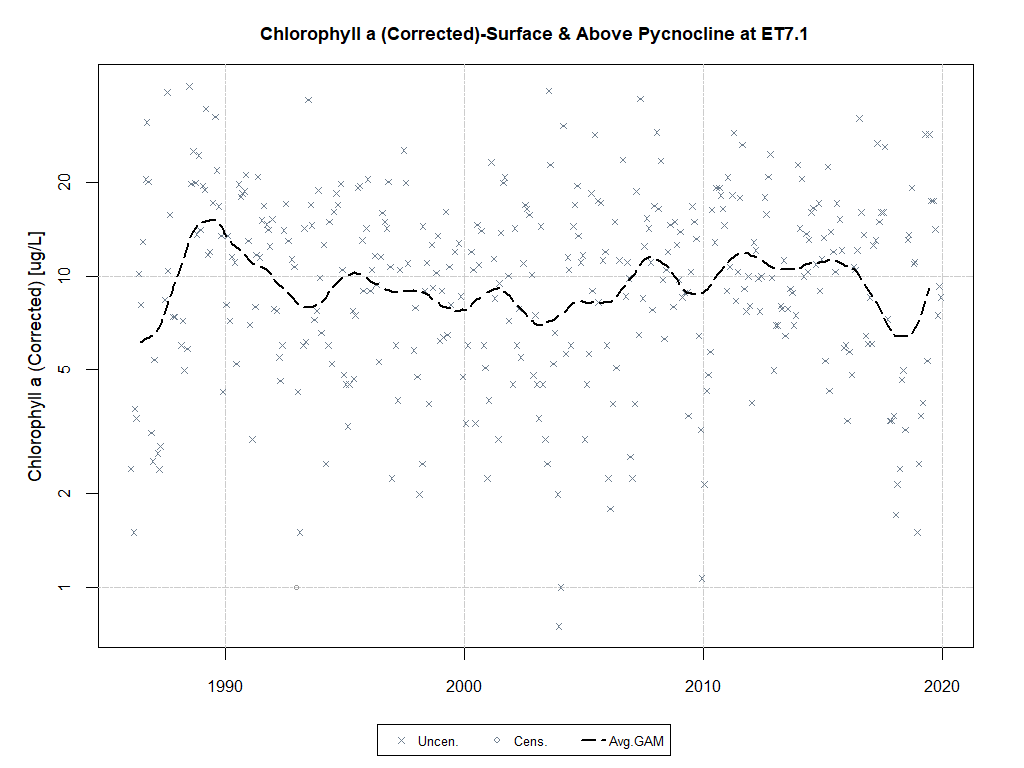 Chlorophyll a (Corrected)-Surface & Above Pycnocline at ET7.1
Chlorophyll a (Corrected) [ug/L]
20
10
5
2
1
1990
2000
2010
2020
Uncen.
Cens.
Avg.GAM